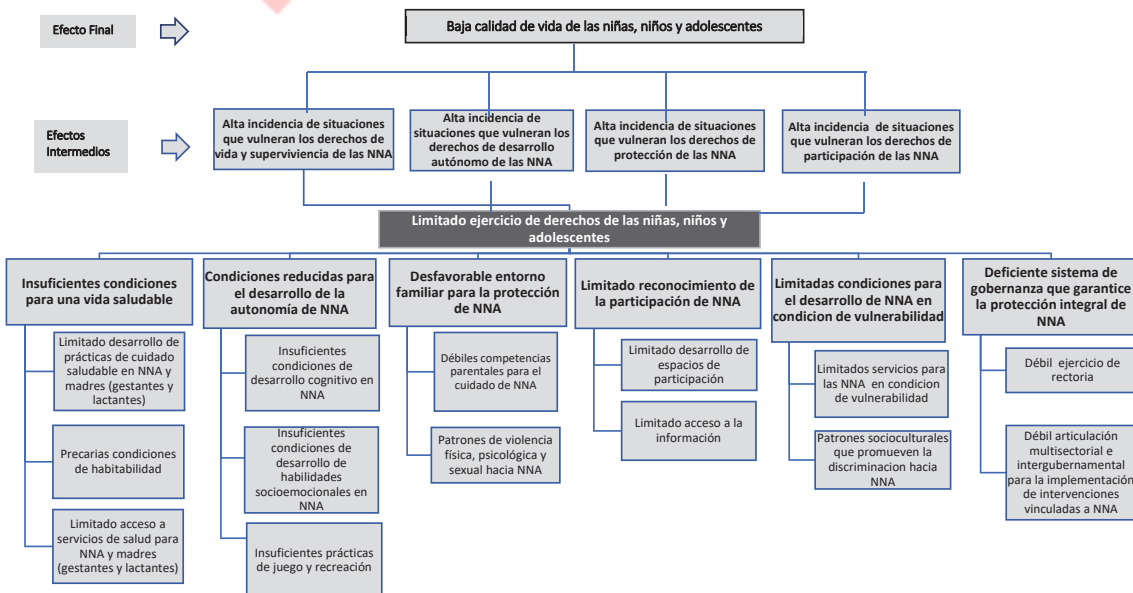 Efecto Final
Baja calidad de vida de las niñas, niños y adolescentes
Efectos
Intermedios
Alta incidencia de situaciones
que vulneran los derechos de
vida y superviviencia de las NNA
Alta incidencia de
situaciones que vulneran los
derechos de desarrollo
autónomo de las NNA
Alta incidencia de situaciones
que vulneran los derechos de
protección de las NNA
Alta incidencia de situaciones
que vulneran los derechos de
participación de las NNA
Limitado ejercicio de derechos de las niñas, niños y
adolescentes
Insuficientes condiciones
para una vida saludable
Limitado desarrollo de
prácticas de cuidado
saludable en NNA y
madres (gestantes y
lactantes)
Precarias condiciones
de habitabilidad
Limitado acceso a
servicios de salud para
NNA y madres
(gestantes y lactantes)
Condiciones reducidas para
el desarrollo de la
autonomía de NNA
Insuficientes
condiciones de
desarrollo cognitivo en
NNA
Insuficientes
condiciones de
desarrollo de
habilidades
socioemocionales en
NNA
Insuficientes prácticas
de juego y recreación
Desfavorable entorno
familiar para la protección
de NNA
Débiles competencias
parentales para el
cuidado de NNA
Patrones de violencia
física, psicológica y
sexual hacia NNA
Limitado reconocimiento de
la participación de NNA
Limitado desarrollo de
espacios de
participación
Limitado acceso a la
información
Limitadas condiciones para
el desarrollo de NNA en
condicion de vulnerabilidad
Limitados servicios para
las NNA en condicion
de vulnerabilidad
Patrones socioculturales
que promueven la
discriminacion hacia
NNA
Deficiente sistema de
gobernanza que garantice
la protección integral de
NNA
Débil ejercicio de
rectoria
Débil articulación
multisectorial e
intergubernamental
para la implementación
de intervenciones
vinculadas a NNA